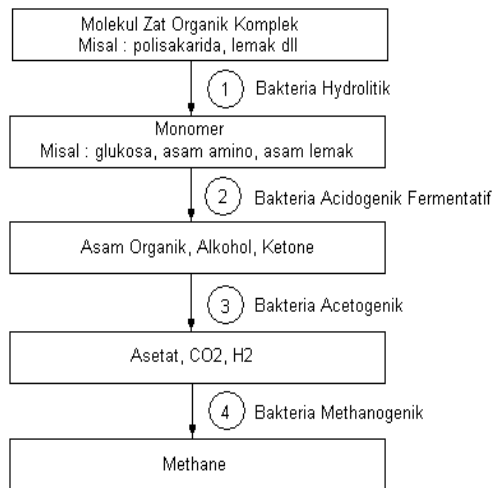 Molekul Zat Organik Komplek
Misal : polisakarida, lemak dll
1 Bakteria Hydrolitik
Monomer
Misal : glukosa, asam amino, asam lemak
2 Bakteria Acidogenik Fermentatif
Asam Organik, Alkohol, Ketone
3 Bakteria Acetogenik
Asetat, CO2, H2
4 Bakteria Methanogenik
Methane